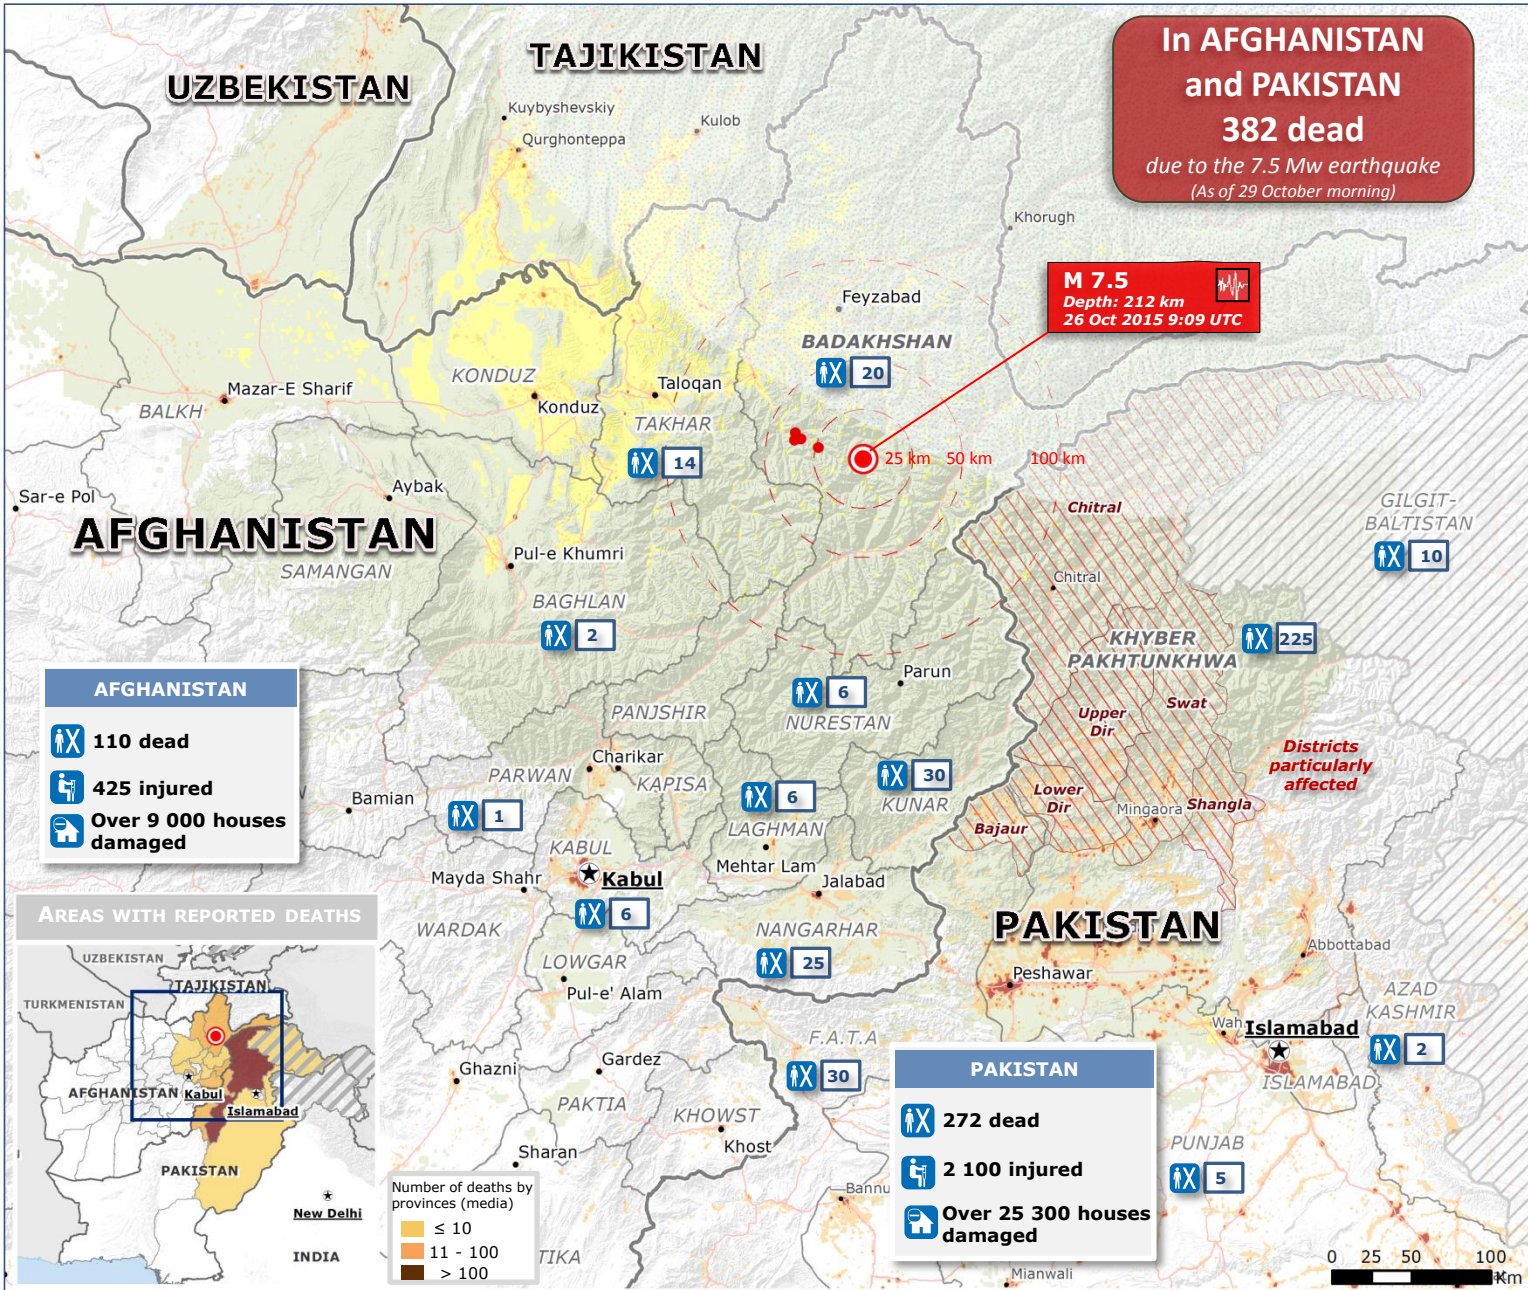 In AFGHANISTAN
and PAKISTAN
382 dead
due to the 7.5 Mw earthquake
(As of 29 October morning)
TAJIKISTAN
UZBEKISTAN
Kuybyshevskiy
Qurghonteppa
Kulob
Khorugh
M 7.5
Depth: 212 km
26 Oct 2015 9:09 UTC
Feyzabad
BADAKHSHAN
20
KONDUZ
Taloqan
Mazar-E Sharif
Konduz
BALKH
TAKHAR
14
25 km
50 km
100 km
Sar-e Pol
Aybak
Chitral
GILGIT-
BALTISTAN
10
AFGHANISTAN
Pul-e Khumri
SAMANGAN
Chitral
BAGHLAN
2
KHYBER
PAKHTUNKHWA
225
Parun
6
NURESTAN
Swat
Upper
Dir
PANJSHIR
AFGHANISTAN
110 dead
425 injured
Over 9 000 houses
damaged
Districts
particularly
affected
Charikar
PARWAN
KAPISA
30
KUNAR
Bamian
1
6
LAGHMAN
Lower
Dir
Mingaora
Shangla
Bajaur
KABUL
Mehtar Lam
Mayda Shahr
Kabul
Jalabad
6
WARDAK
NANGARHAR
25
PAKISTAN
Abbottabad
LOWGAR
Pul-e' Alam
Peshawar
AZAD
KASHMIR
2
Wah
Islamabad
ISLAMABAD
F.A.T.A
30
Ghazni
Gardez
PAKTIA
KHOWST
Khost
Sharan
TIKA
Bannu
PUNJAB
5
Mianwali
PAKISTAN
272 dead
2 100 injured
Over 25 300 houses
damaged
AREAS WITH REPORTED DEATHS
UZBEKISTAN
TAJIKISTAN
TURKMENISTAN
AFGHANISTAN
Kabul
Islamabad
PAKISTAN
New Delhi
INDIA
Number of deaths by
provinces (media)
≤ 10
11 - 100
> 100
0 25 50 100
Km